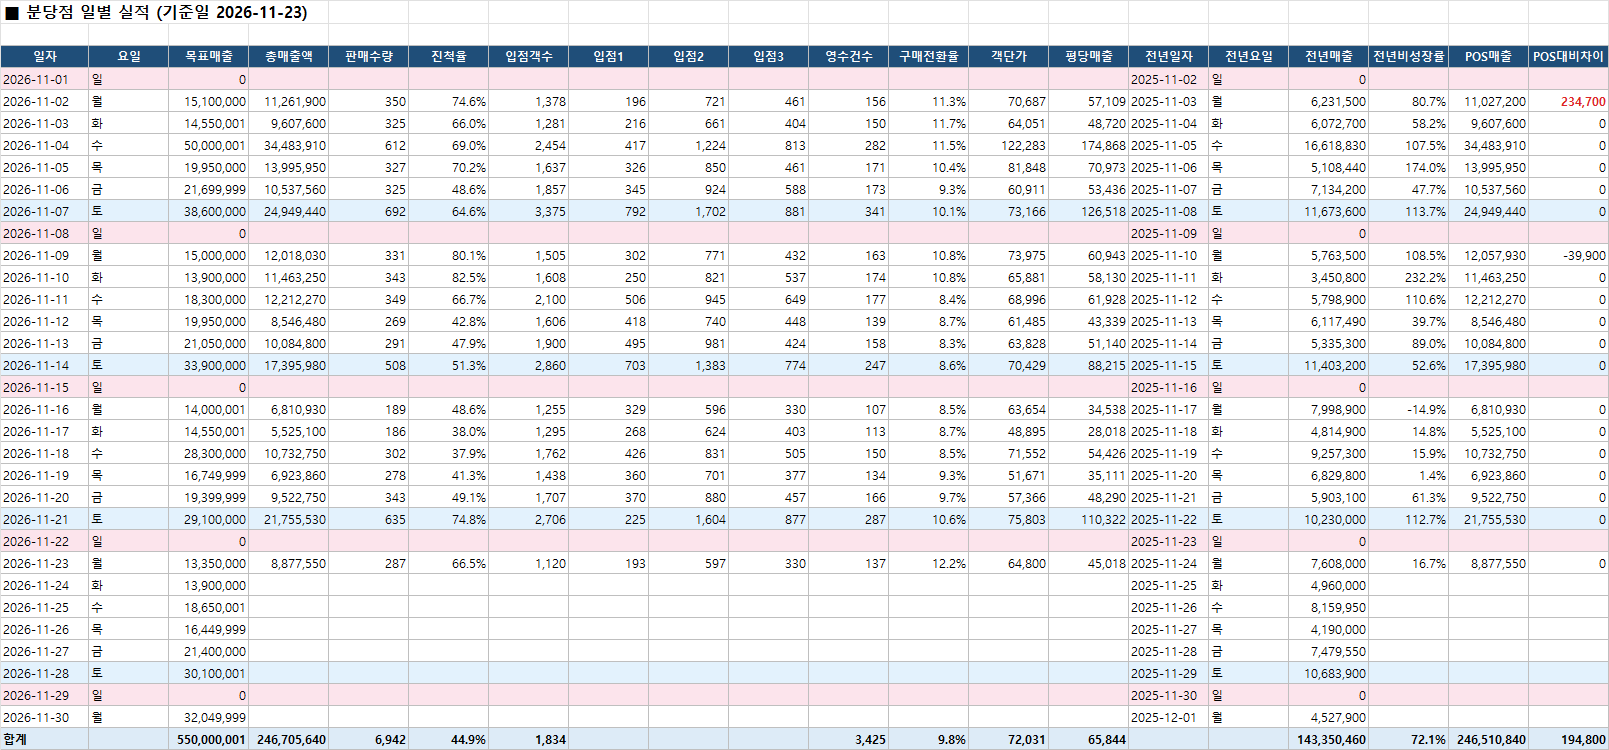 ■ 분당점 일별 실적 (기준일 2026-11-23)
일자 요일 목표매출 총매출액 판매수량 진척율 입점객수 입점1 입점2 입점3 영수건수 구매전환율 객단가 평당매출 전년일자 전년요일 전년매출 전년비성장률 POS매출 POS대비차이
2026-11-01 일 0 2025-11-02 일 0
2026-11-02 월 15,100,000 11,261,900 350 74.6% 1,378 196 721 461 156 11.3% 70,687 57,109 2025-11-03 월 6,231,500 80.7% 11,027,200 234,700
2026-11-03 화 14,550,001 9,607,600 325 66.0% 1,281 216 661 404 150 11.7% 64,051 48,720 2025-11-04 화 6,072,700 58.2% 9,607,600 0
2026-11-04 수 50,000,001 34,483,910 612 69.0% 2,454 417 1,224 813 282 11.5% 122,283 174,868 2025-11-05 수 16,618,830 107.5% 34,483,910 0
2026-11-05 목 19,950,000 13,995,950 327 70.2% 1,637 326 850 461 171 10.4% 81,848 70,973 2025-11-06 목 5,108,440 174.0% 13,995,950 0
2026-11-06 금 21,699,999 10,537,560 325 48.6% 1,857 345 924 588 173 9.3% 60,911 53,436 2025-11-07 금 7,134,200 47.7% 10,537,560 0
2026-11-07 토 38,600,000 24,949,440 692 64.6% 3,375 792 1,702 881 341 10.1% 73,166 126,518 2025-11-08 토 11,673,600 113.7% 24,949,440 0
2026-11-08 일 0 2025-11-09 일 0
2026-11-09 월 15,000,000 12,018,030 331 80.1% 1,505 302 771 432 163 10.8% 73,975 60,943 2025-11-10 월 5,763,500 108.5% 12,057,930 -39,900
2026-11-10 화 13,900,000 11,463,250 343 82.5% 1,608 250 821 537 174 10.8% 65,881 58,130 2025-11-11 화 3,450,800 232.2% 11,463,250 0
2026-11-11 수 18,300,000 12,212,270 349 66.7% 2,100 506 945 649 177 8.4% 68,996 61,928 2025-11-12 수 5,798,900 110.6% 12,212,270 0
2026-11-12 목 19,950,000 8,546,480 269 42.8% 1,606 418 740 448 139 8.7% 61,485 43,339 2025-11-13 목 6,117,490 39.7% 8,546,480 0
2026-11-13 금 21,050,000 10,084,800 291 47.9% 1,900 495 981 424 158 8.3% 63,828 51,140 2025-11-14 금 5,335,300 89.0% 10,084,800 0
2026-11-14 토 33,900,000 17,395,980 508 51.3% 2,860 703 1,383 774 247 8.6% 70,429 88,215 2025-11-15 토 11,403,200 52.6% 17,395,980 0
2026-11-15 일 0 2025-11-16 일 0
2026-11-16 월 14,000,001 6,810,930 189 48.6% 1,255 329 596 330 107 8.5% 63,654 34,538 2025-11-17 월 7,998,900 -14.9% 6,810,930 0
2026-11-17 화 14,550,001 5,525,100 186 38.0% 1,295 268 624 403 113 8.7% 48,895 28,018 2025-11-18 화 4,814,900 14.8% 5,525,100 0
2026-11-18 수 28,300,000 10,732,750 302 37.9% 1,762 426 831 505 150 8.5% 71,552 54,426 2025-11-19 수 9,257,300 15.9% 10,732,750 0
2026-11-19 목 16,749,999 6,923,860 278 41.3% 1,438 360 701 377 134 9.3% 51,671 35,111 2025-11-20 목 6,829,800 1.4% 6,923,860 0
2026-11-20 금 19,399,999 9,522,750 343 49.1% 1,707 370 880 457 166 9.7% 57,366 48,290 2025-11-21 금 5,903,100 61.3% 9,522,750 0
2026-11-21 토 29,100,000 21,755,530 635 74.8% 2,706 225 1,604 877 287 10.6% 75,803 110,322 2025-11-22 토 10,230,000 112.7% 21,755,530 0
2026-11-22 일 0 2025-11-23 일 0
2026-11-23 월 13,350,000 8,877,550 287 66.5% 1,120 193 597 330 137 12.2% 64,800 45,018 2025-11-24 월 7,608,000 16.7% 8,877,550 0
2026-11-24 화 13,900,000 2025-11-25 화 4,960,000
2026-11-25 수 18,650,001 2025-11-26 수 8,159,950
2026-11-26 목 16,449,999 2025-11-27 목 4,190,000
2026-11-27 금 21,400,000 2025-11-28 금 7,479,550
2026-11-28 토 30,100,001 2025-11-29 토 10,683,900
2026-11-29 일 0 2025-11-30 일 0
2026-11-30 월 32,049,999 2025-12-01 월 4,527,900
합계 550,000,001 246,705,640 6,942 44.9% 1,834 3,425 9.8% 72,031 65,844 143,350,460 72.1% 246,510,840 194,800